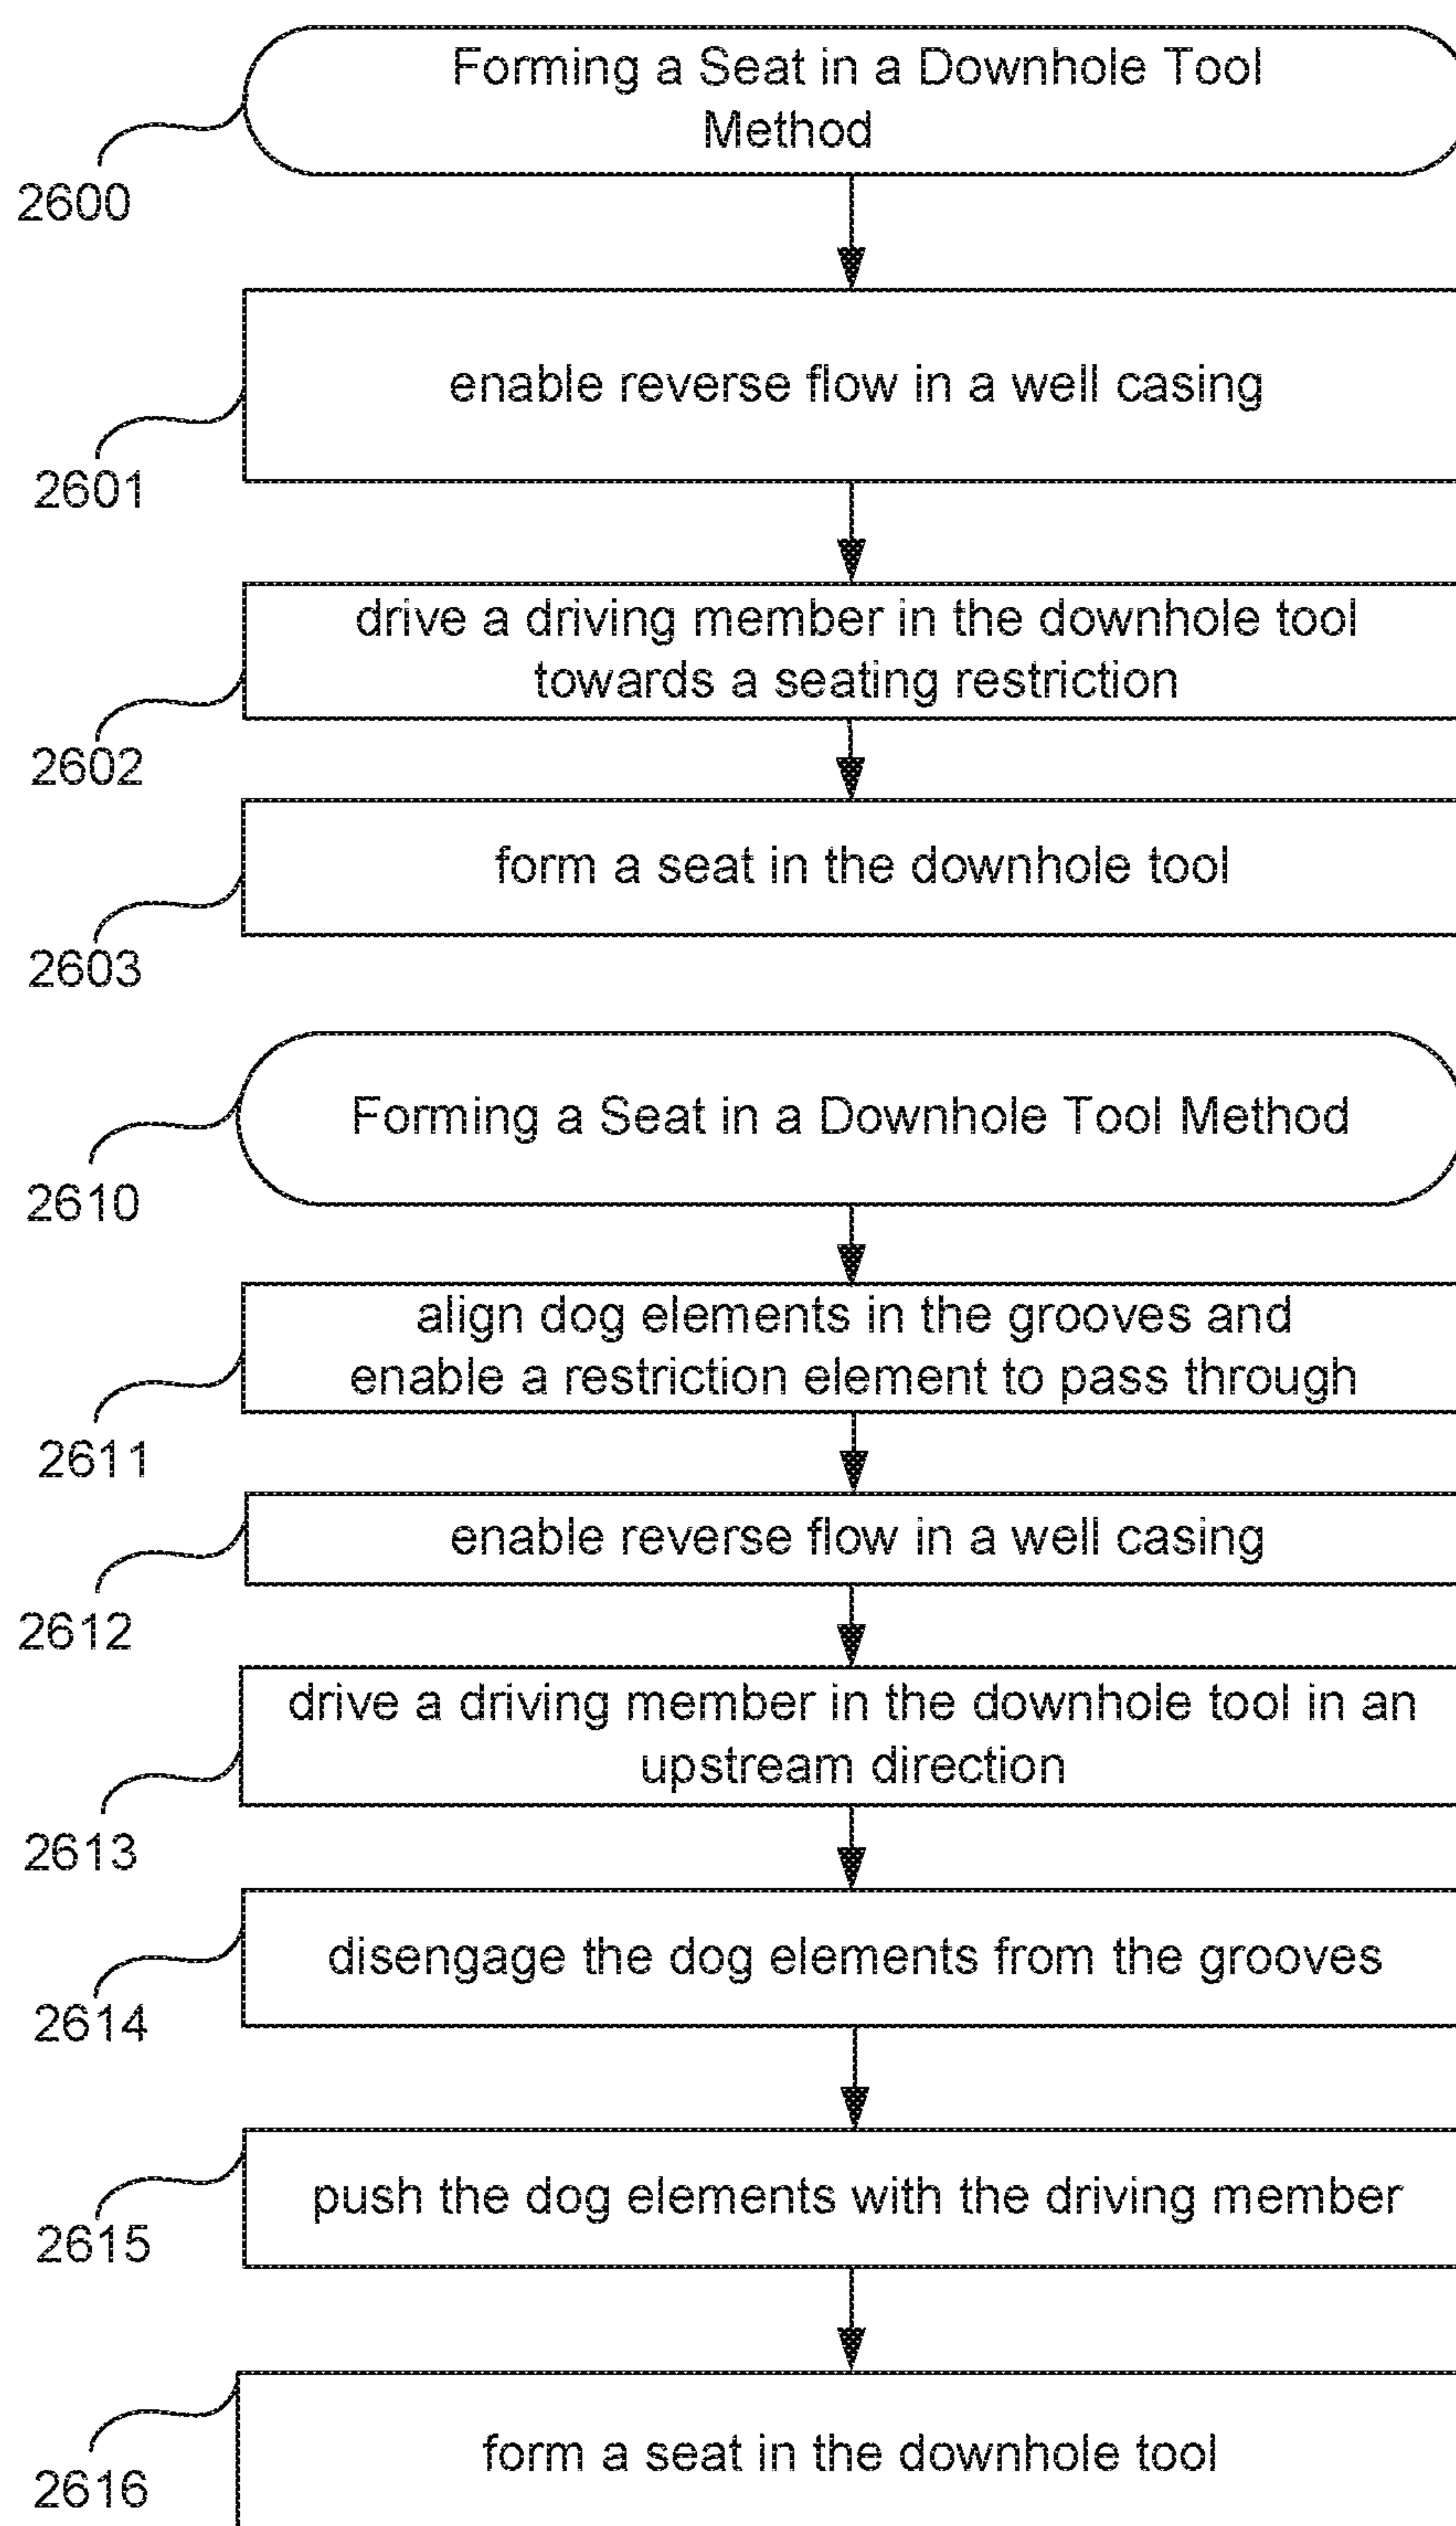 Forming a Seat in a Downhole Tool
Method
2600
enable reverse flow in a well casing
2601
drive a driving member in the downhole tool
towards a seating restriction
2602
form a seat in the downhole tool
2603
Forming a Seat in a Downhole Tool Method
2610
align dog elements in the grooves and
enable a restriction element to pass through
2611
enable reverse flow in a well casing
2612
drive a driving member in the downhole tool in an
upstream direction
2613
disengage the dog elements from the grooves
2614
push the dog elements with the driving member
2615
form a seat in the downhole tool
2616